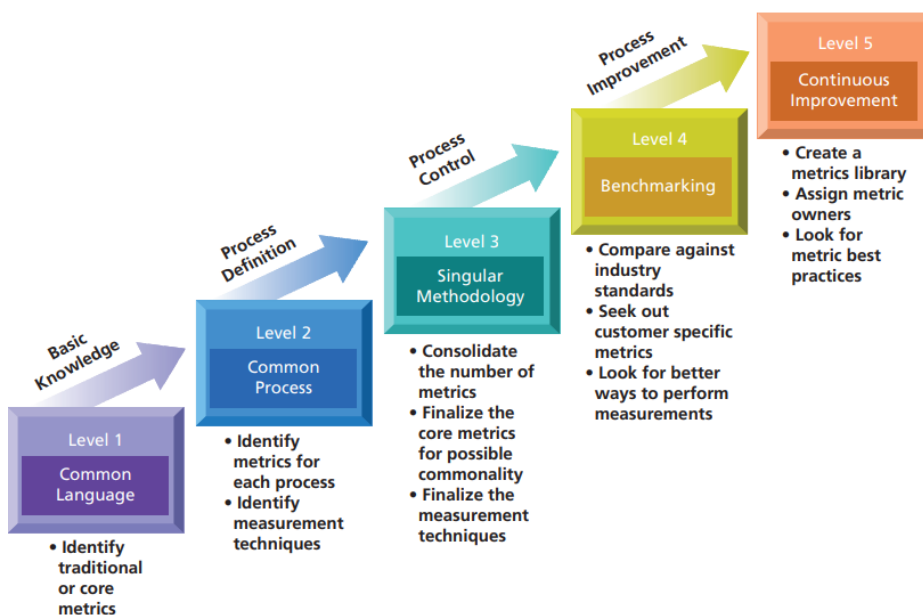 Basic
Knowledge
Level 1
Common
Language
• Identify
traditional
or core
metrics
Process
Definition
Level 2
Common
Process
• Identify
metrics for
each process
• Identify
measurement
techniques
Process
Control
Level 3
Singular
Methodology
• Consolidate
the number of
metrics
• Finalize the
core metrics
for possible
commonality
• Finalize the
measurement
techniques
Process
Improvement
Level 4
Benchmarking
• Compare against
industry
standards
• Seek out
customer specific
metrics
• Look for better
ways to perform
measurements
Level 5
Continuous
Improvement
• Create a
metrics library
• Assign metric
owners
• Look for
metric best
practices